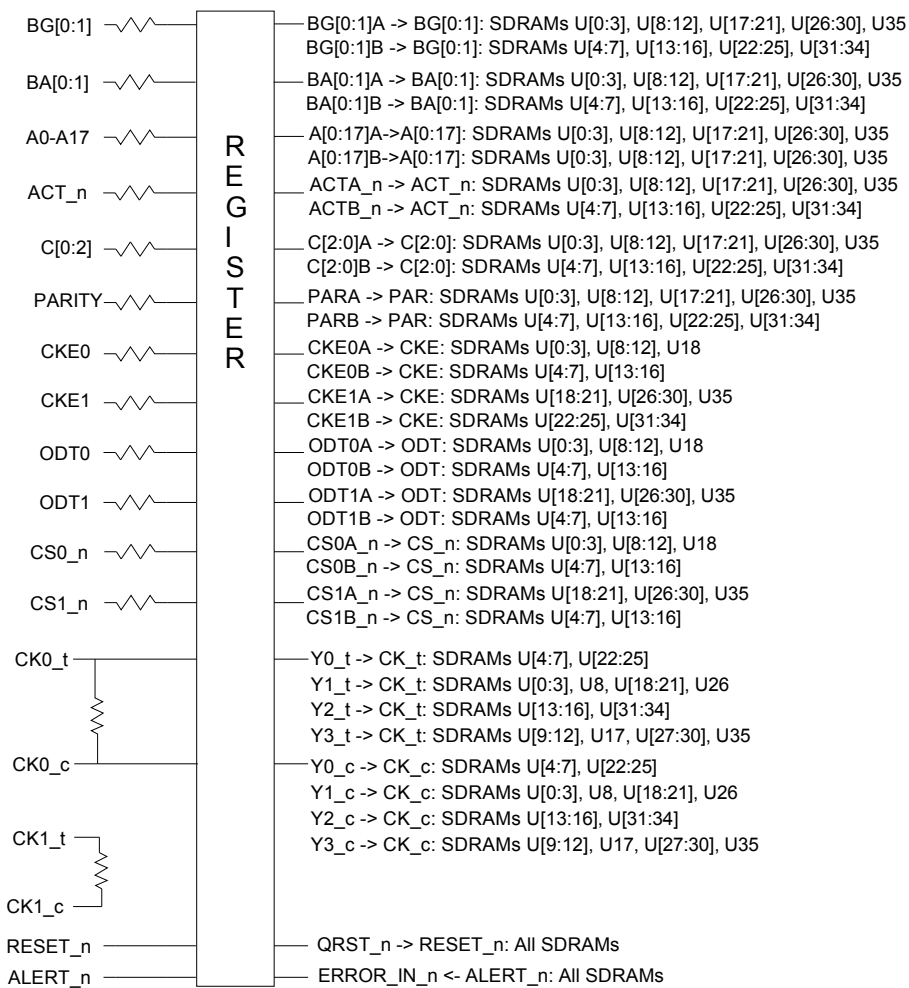 BG[0:1]
BG[0:1]A -> BG[0:1]: SDRAMs U[0:3], U[8:12], U[17:21], U[26:30], U35
BG[0:1]B -> BG[0:1]: SDRAMs U[4:7], U[13:16], U[22:25], U[31:34]
BA[0:1]
BA[0:1]A -> BA[0:1]: SDRAMs U[0:3], U[8:12], U[17:21], U[26:30], U35
BA[0:1]B -> BA[0:1]: SDRAMs U[4:7], U[13:16], U[22:25], U[31:34]
A0-A17
A[0:17]A->A[0:17]: SDRAMs U[0:3], U[8:12], U[17:21], U[26:30], U35
A[0:17]B->A[0:17]: SDRAMs U[0:3], U[8:12], U[17:21], U[26:30], U35
ACT_n
ACTA_n -> ACT_n: SDRAMs U[0:3], U[8:12], U[17:21], U[26:30], U35
ACTB_n -> ACT_n: SDRAMs U[4:7], U[13:16], U[22:25], U[31:34]
C[0:2]
C[2:0]A -> C[2:0]: SDRAMs U[0:3], U[8:12], U[17:21], U[26:30], U35
C[2:0]B -> C[2:0]: SDRAMs U[4:7], U[13:16], U[22:25], U[31:34]
PARITY
PARA -> PAR: SDRAMs U[0:3], U[8:12], U[17:21], U[26:30], U35
PARB -> PAR: SDRAMs U[4:7], U[13:16], U[22:25], U[31:34]
CKE0
CKE0A -> CKE: SDRAMs U[0:3], U[8:12], U18
CKE0B -> CKE: SDRAMs U[4:7], U[13:16]
CKE1
CKE1A -> CKE: SDRAMs U[18:21], U[26:30], U35
CKE1B -> CKE: SDRAMs U[22:25], U[31:34]
ODT0
ODT0A -> ODT: SDRAMs U[0:3], U[8:12], U18
ODT0B -> ODT: SDRAMs U[4:7], U[13:16]
ODT1
ODT1A -> ODT: SDRAMs U[18:21], U[26:30], U35
ODT1B -> ODT: SDRAMs U[4:7], U[13:16]
CS0_n
CS0A_n -> CS_n: SDRAMs U[0:3], U[8:12], U18
CS0B_n -> CS_n: SDRAMs U[4:7], U[13:16]
CS1_n
CS1A_n -> CS_n: SDRAMs U[18:21], U[26:30], U35
CS1B_n -> CS_n: SDRAMs U[4:7], U[13:16]
REGISTER
CK0_t
Y0_t -> CK_t: SDRAMs U[4:7], U[22:25]
Y1_t -> CK_t: SDRAMs U[0:3], U8, U[18:21], U26
Y2_t -> CK_t: SDRAMs U[13:16], U[31:34]
Y3_t -> CK_t: SDRAMs U[9:12], U17, U[27:30], U35
CK0_c
Y0_c -> CK_c: SDRAMs U[4:7], U[22:25]
Y1_c -> CK_c: SDRAMs U[0:3], U8, U[18:21], U26
Y2_c -> CK_c: SDRAMs U[13:16], U[31:34]
Y3_c -> CK_c: SDRAMs U[9:12], U17, U[27:30], U35
CK1_t
CK1_c
RESET_n
QRST_n -> RESET_n: All SDRAMs
ALERT_n
ERROR_IN_n <- ALERT_n: All SDRAMs